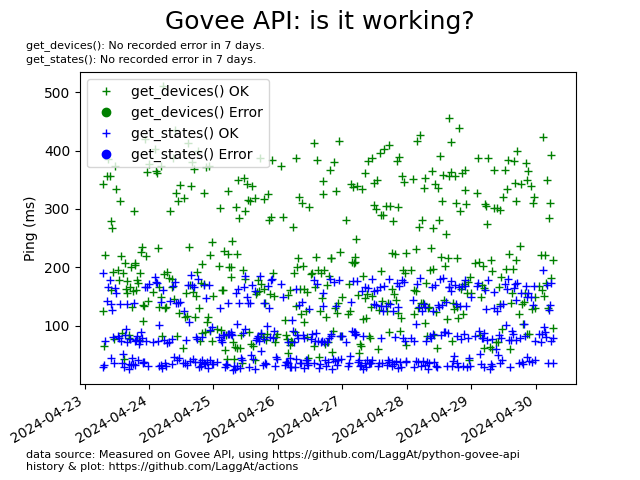 Govee API: is it working?
get_devices(): No recorded error in 7 days.
get_states(): No recorded error in 7 days.
get_devices() OK
get_devices() Error
get_states() OK
get_states() Error
Ping (ms)
500
400
300
200
100
2024-04-23
2024-04-24
2024-04-25
2024-04-26
2024-04-27
2024-04-28
2024-04-29
2024-04-30
data source: Measured on Govee API, using https://github.com/LaggAt/python-govee-api
history & plot: https://github.com/LaggAt/actions